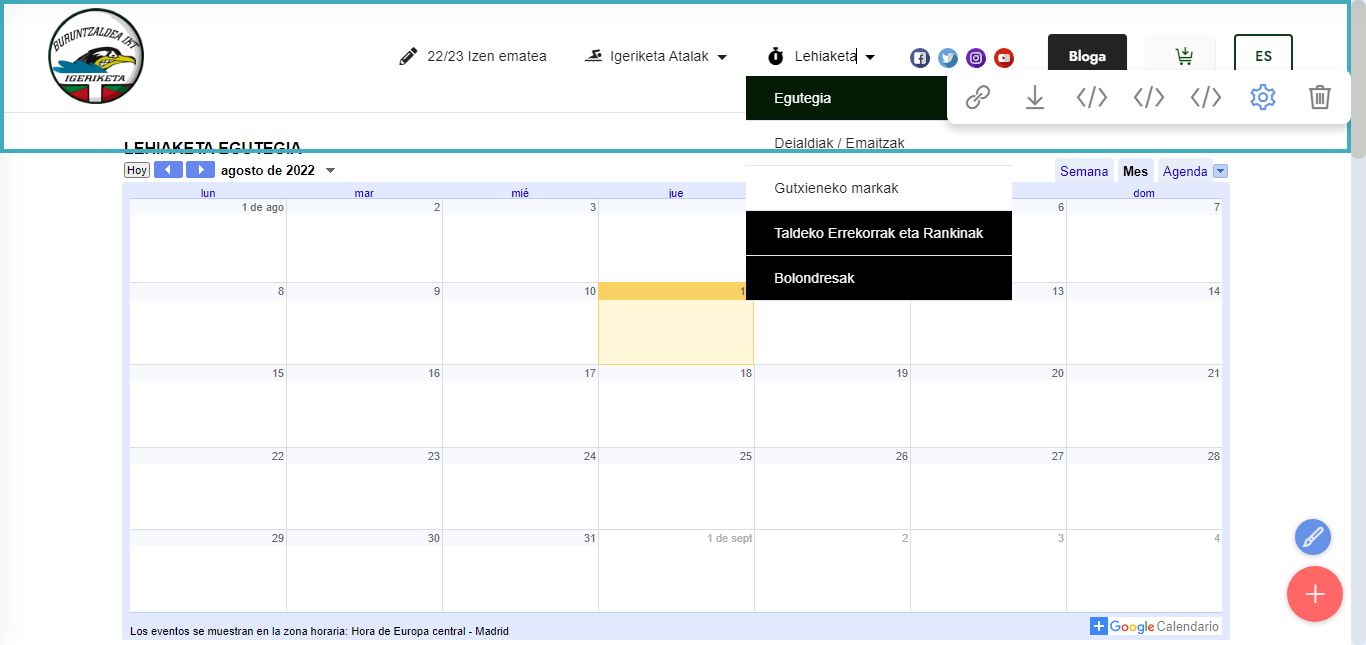 BURUNTZALDEA IKT
IGERIKETA
22/23 Izen ematea
Igeriketa Atalak
Lehiaketa
Bloga
ES
Egutegia
Deialdiak / Emaitzak
Gutxieneko markak
Taldeko Errekorrak eta Rankinak
Bolondresak
LEHIAKETA EGUTEGIA
Hoy
agosto de 2022
Semana
Mes
Agenda
lun mar mié jue dom
1 de ago 2 3 6 7
8 9 10 1 13 14
15 16 17 18 19 20 21
22 23 24 25 26 27 28
29 30 31 1 de sept 2 3 4
Los eventos se muestran en la zona horaria: Hora de Europa central - Madrid
Google Calendario